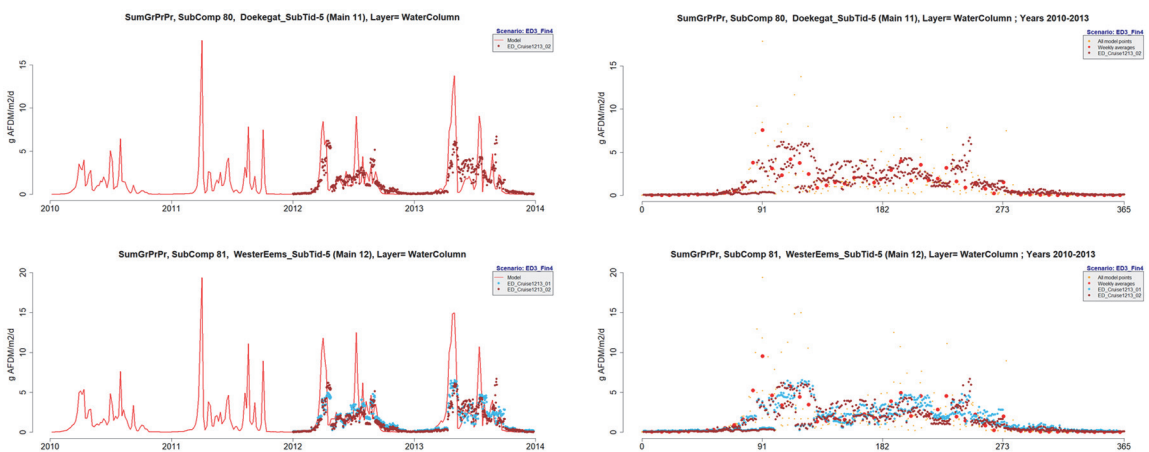 SumGrPrPr, SubComp 80, Doekegat_SubTid-5 (Main 11), Layer= WaterColumn
Scenario: ED3_Fin4
Model
ED_Cruse1213_02
g AFDM/m2/d
0
5
10
15
2010
2011
2012
2013
2014
SumGrPrPr, SubComp 80, Doekegat_SubTid-5 (Main 11), Layer= WaterColumn ; Years 2010-2013
Scenario: ED3_Fin4
All model ponts
Weekly averages
ED_Cruise1213_02
g AFDM/m2/d
0
5
10
15
0
91
182
273
365
SumGrPrPr, SubComp 81, WesterEems_SubTid-5 (Main 12), Layer= WaterColumn
Scenario: ED3_Fin4
Model
ED_Cruse1213_01
ED_Cruse1213_02
g AFDM/m2/d
0
5
10
15
20
2010
2011
2012
2013
2014
SumGrPrPr, SubComp 81, WesterEems_SubTid-5 (Main 12), Layer= WaterColumn ; Years 2010-2013
Scenario: ED3_Fin4
All model ponts
Weekly averages
ED_Cruise1213_01
ED_Cruise1213_02
g AFDM/m2/d
0
5
10
15
20
0
91
182
273
365